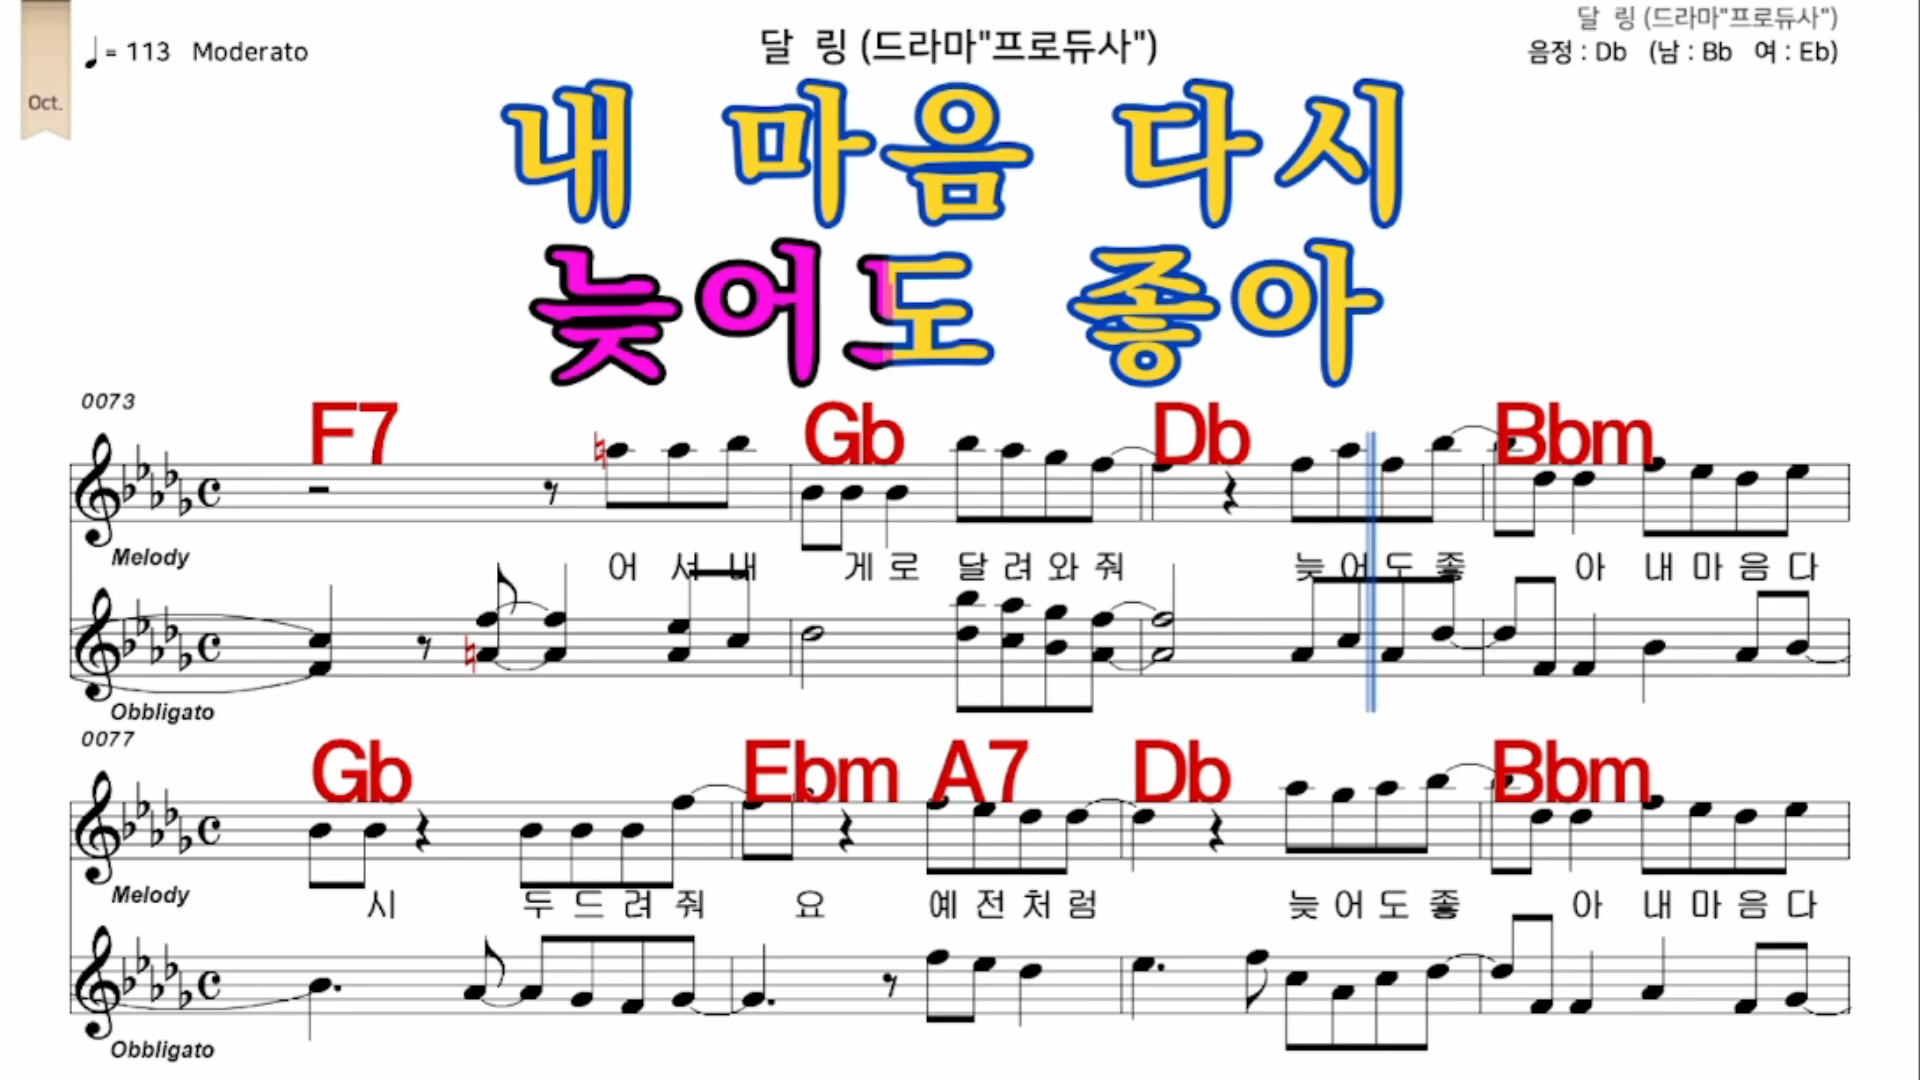 달 링 (드라마"프로듀사")
♩= 113 Moderato
달 링 (드라마"프로듀사")
음정 : Db (남 : Bb 여 : Eb)
Oct.
내 마음 다시
늦어도 좋아
0073
F7 Gb Db Bbm
Melody
어 서 내 게 로 달 려 와 줘 늦 어 도 좋 아 내 마 음 다
Obbligato
0077
Gb Ebm A7 Db Bbm
Melody
시 두 드 려 줘 요 예 전 처 럼 늦 어 도 좋 아 내 마 음 다
Obbligato